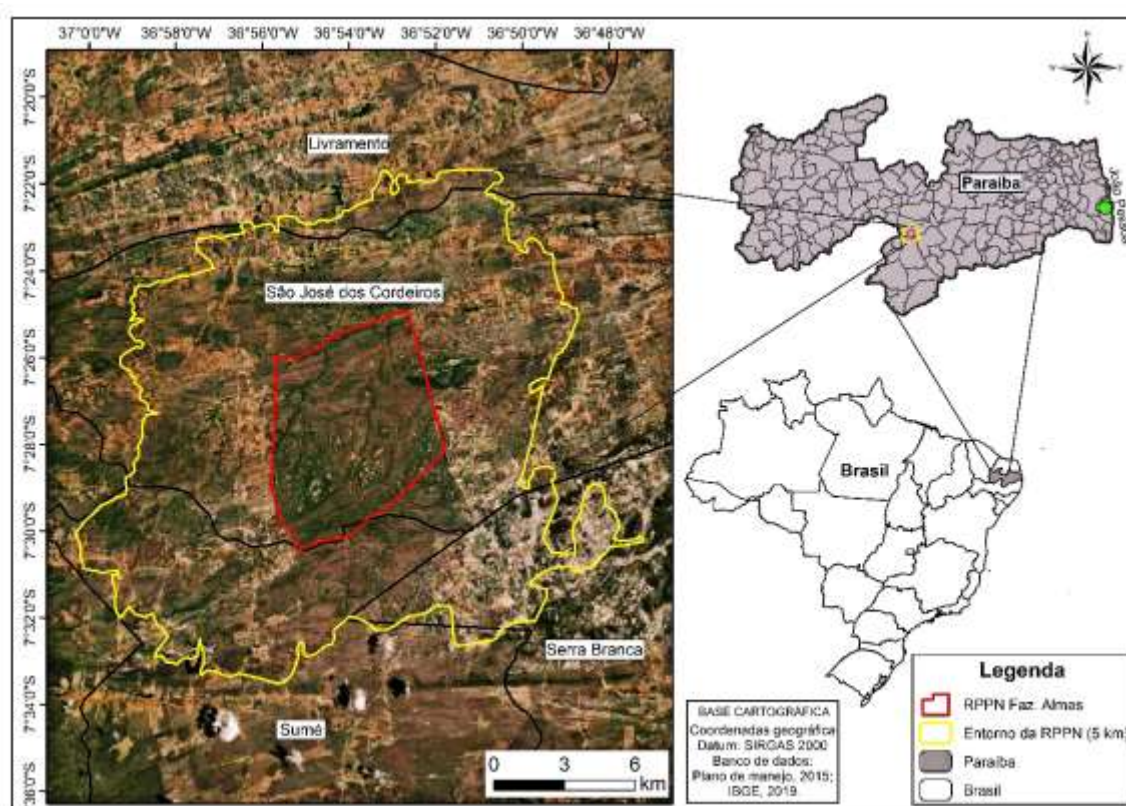 37°0'0"W 36°58'0"W 36°56'0"W 36°54'0"W 36°52'0"W 36°50'0"W 36°48'0"W
7°20'0"S
7°22'0"S
7°24'0"S
7°26'0"S
7°28'0"S
7°30'0"S
7°32'0"S
7°34'0"S
7°36'0"S
Livramento
São José dos Cordeiros
Serra Branca
Sumé
0 3 6
km
Paraíba
João Pessoa
Brasil
BASE CARTOGRÁFICA
Coordenadas geográfica
Datum: SIRGAS 2000
Banco de dados:
Plano de manejo, 2015;
IBGE, 2019.
Legenda
RPPN Faz. Almas
Entorno da RPPN (5 km)
Paraíba
Brasil